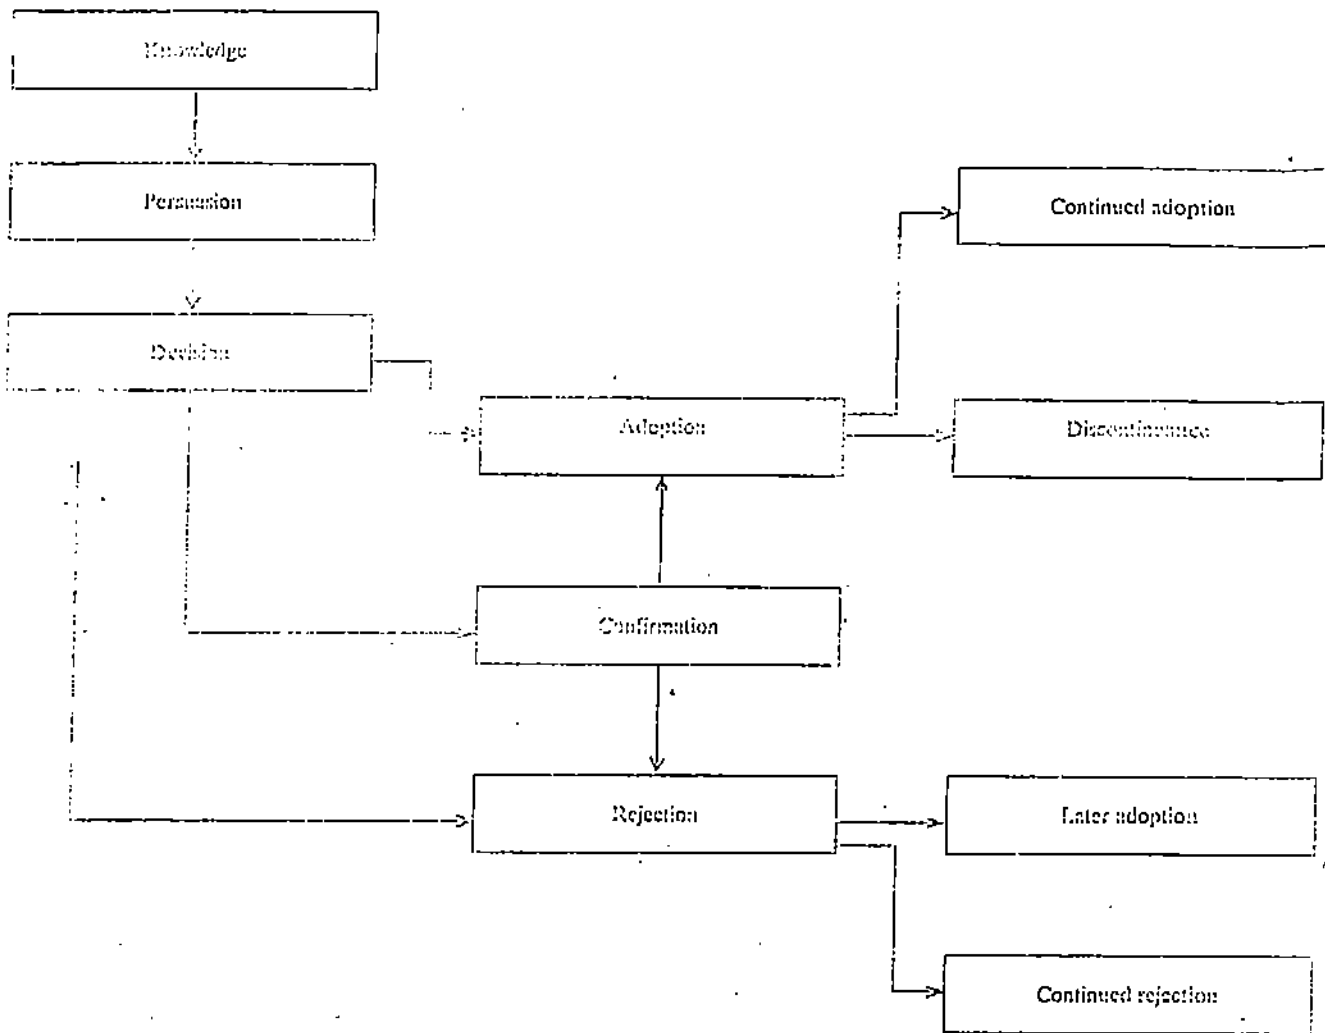 Knowledge
Persuasion
Continued adoption
Decision
Adoption
Discontinuance
Confirmation
Rejection
Later adoption
Continued rejection